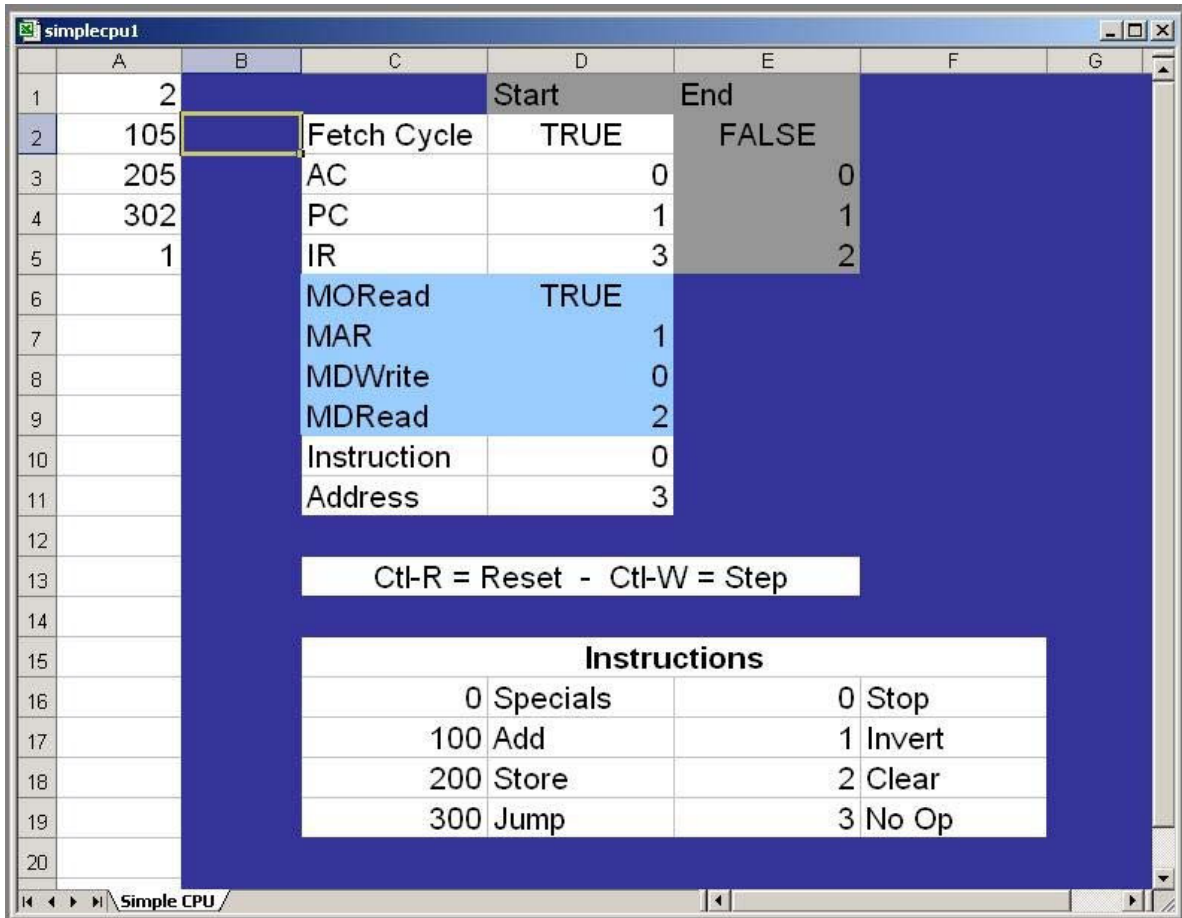 simplecpu1
A B C D E F G
1 2 Start End
2 105 Fetch Cycle TRUE FALSE
3 205 AC 0 0
4 302 PC 1 1
5 1 IR 3 2
6 MORead TRUE
7 MAR 1
8 MDWrite 0
9 MDRead 2
10 Instruction 0
11 Address 3
12
13 Ctl-R = Reset - Ctl-W = Step
14
15 Instructions
16 0 Specials 0 Stop
17 100 Add 1 Invert
18 200 Store 2 Clear
19 300 Jump 3 No Op
20
Simple CPU